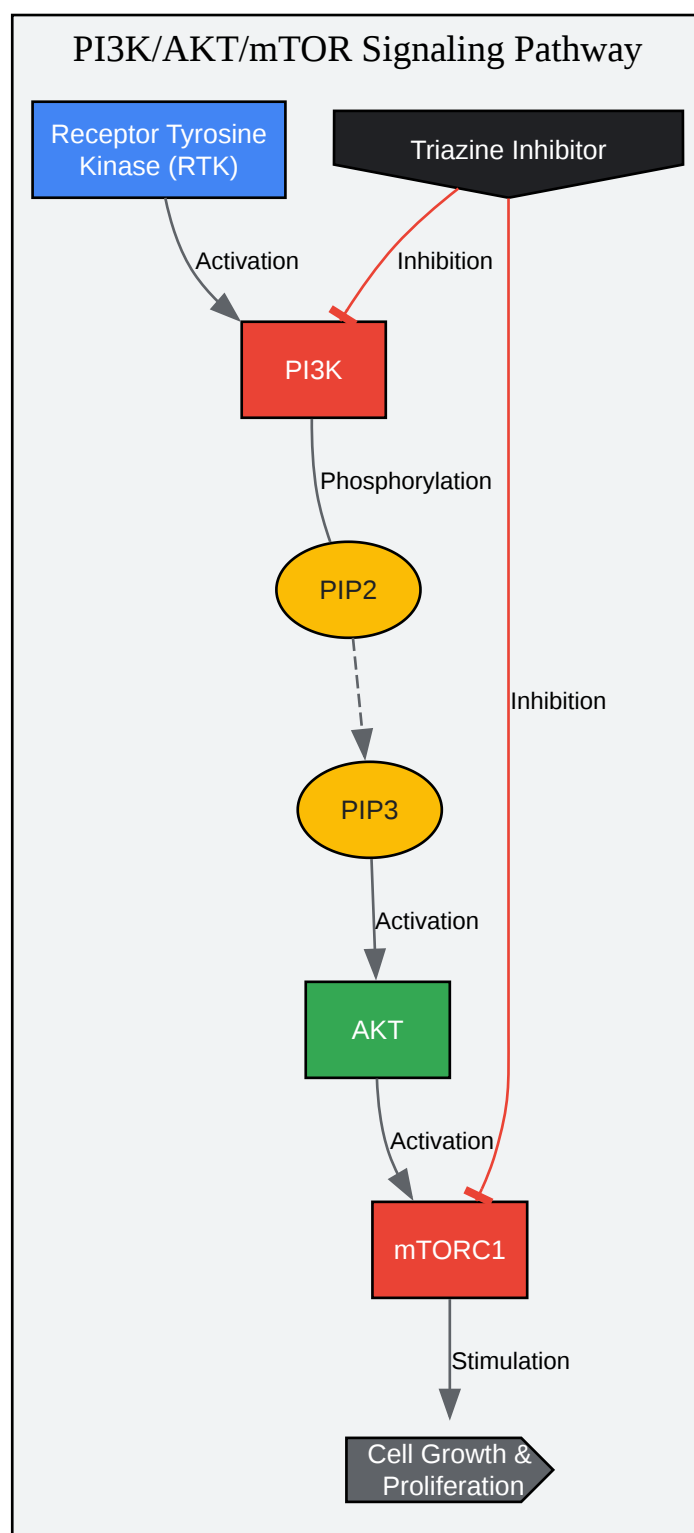 PI3K/AKT/mTOR Signaling Pathway
Receptor Tyrosine
Kinase (RTK)
Triazine Inhibitor
Activation
Inhibition
PI3K
Phosphorylation
PIP2
Inhibition
PIP3
Activation
AKT
Activation
mTORC1
Stimulation
Cell Growth &
Proliferation